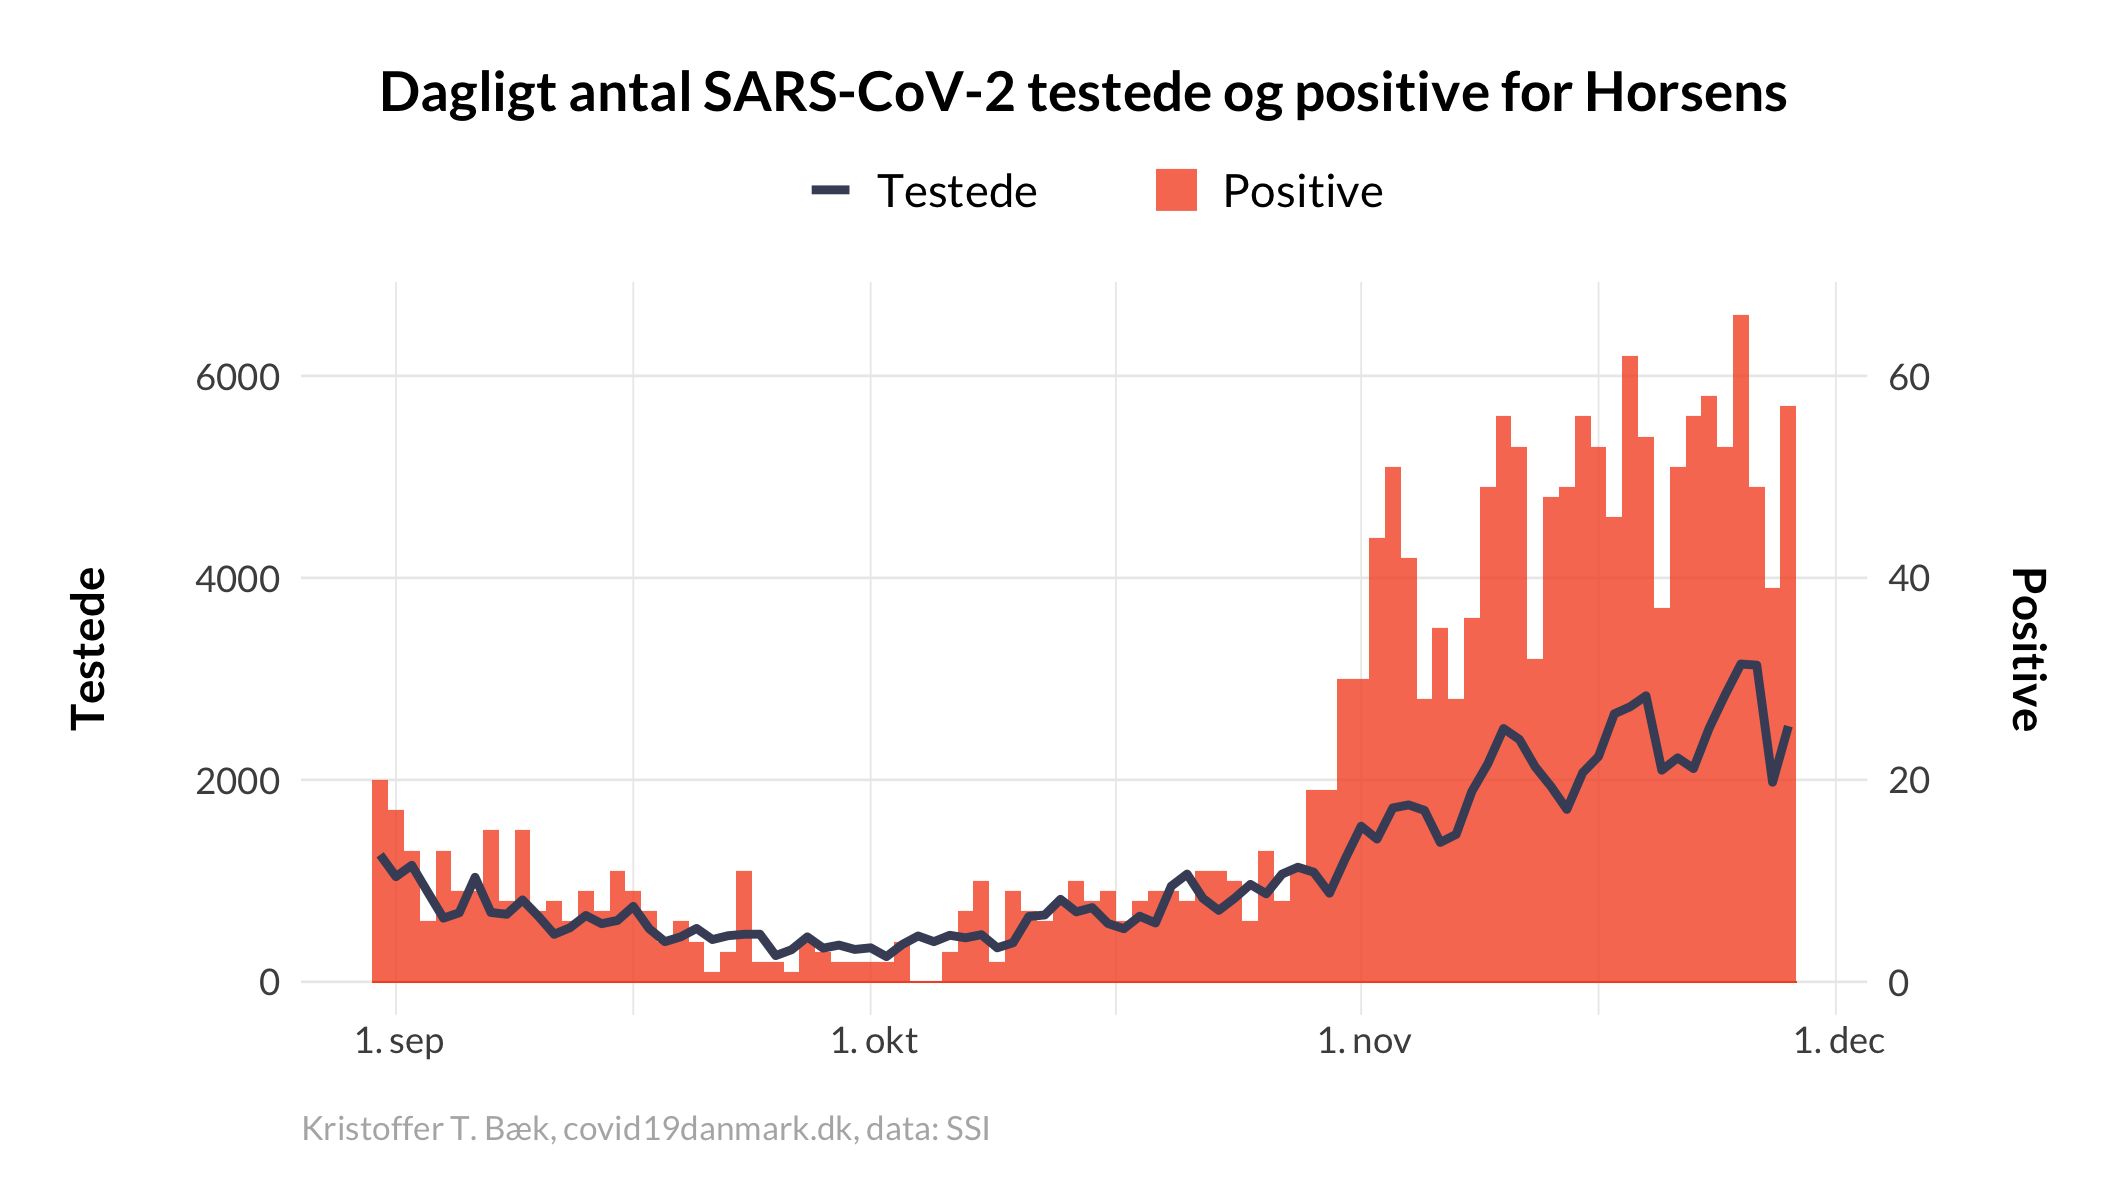 Dagligt antal SARS-CoV-2 testede og positive for Horsens
Testede
Positive
6000
4000
2000
0
60
40
20
0
Testede
Positive
1. sep
1. okt
1. nov
1. dec
Kristoffer T. Bæk, covid19danmark.dk, data: SSI